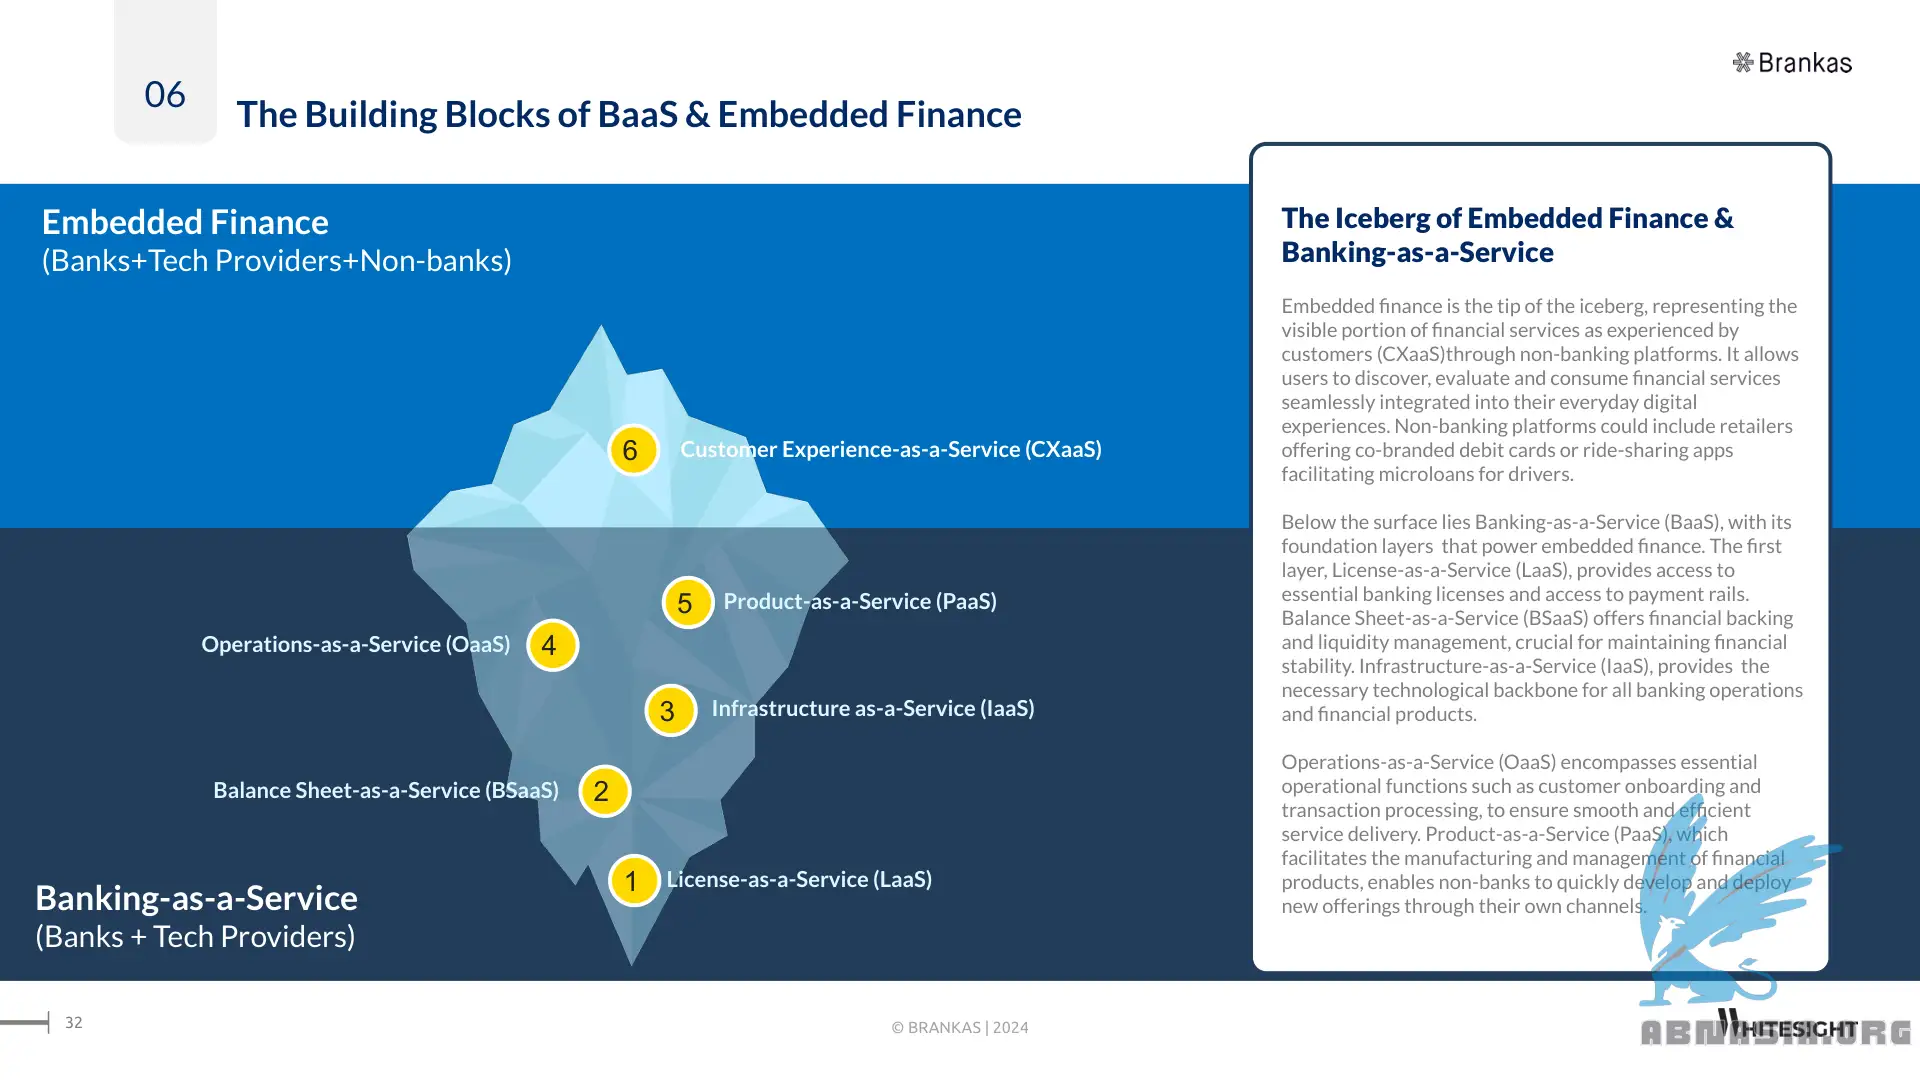 06
The Building Blocks of BaaS & Embedded Finance
Brankas
Embedded Finance
(Banks+Tech Providers+Non-banks)
6
Customer Experience-as-a-Service (CXaaS)
5
Product-as-a-Service (PaaS)
Operations-as-a-Service (OaaS)
4
3
Infrastructure as-a-Service (IaaS)
Balance Sheet-as-a-Service (BSaaS)
2
1
License-as-a-Service (LaaS)
Banking-as-a-Service
(Banks + Tech Providers)
The Iceberg of Embedded Finance &
Banking-as-a-Service
Embedded finance is the tip of the iceberg, representing the
visible portion of financial services as experienced by
customers (CXaaS)through non-banking platforms. It allows
users to discover, evaluate and consume financial services
seamlessly integrated into their everyday digital
experiences. Non-banking platforms could include retailers
offering co-branded debit cards or ride-sharing apps
facilitating microloans for drivers.
Below the surface lies Banking-as-a-Service (BaaS), with its
foundation layers that power embedded finance. The first
layer, License-as-a-Service (LaaS), provides access to
essential banking licenses and access to payment rails.
Balance Sheet-as-a-Service (BSaaS) offers financial backing
and liquidity management, crucial for maintaining financial
stability. Infrastructure-as-a-Service (IaaS), provides the
necessary technological backbone for all banking operations
and financial products.
Operations-as-a-Service (OaaS) encompasses essential
operational functions such as customer onboarding and
transaction processing, to ensure smooth and efficient
service delivery. Product-as-a-Service (PaaS), which
facilitates the manufacturing and management of financial
products, enables non-banks to quickly develop and deploy
new offerings through their own channels.
32
© BRANKAS | 2024
WHITESIGHT
ABNASIA.ORG